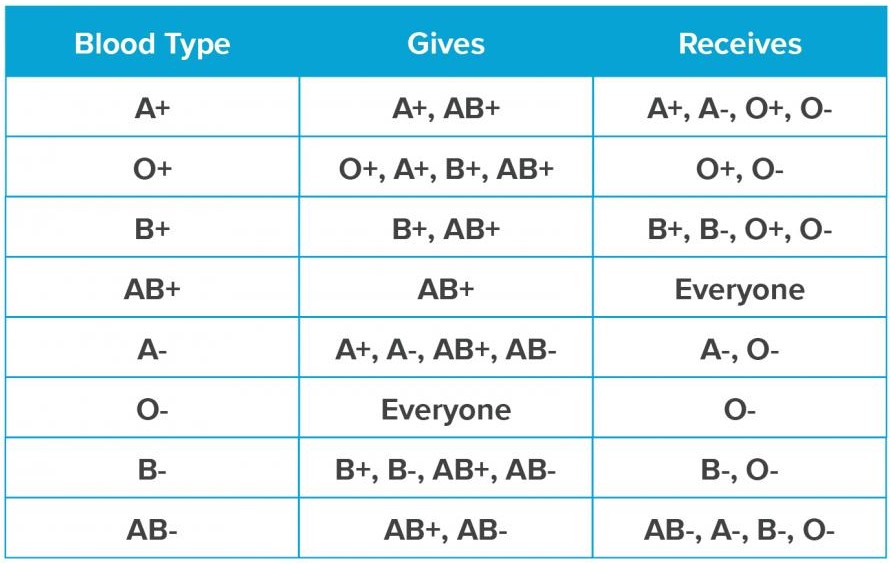 Blood Type Gives Receives
A+ A+, AB+ A+, A-, O+, O-
O+ O+, A+, B+, AB+ O+, O-
B+ B+, AB+ B+, B-, O+, O-
AB+ AB+ Everyone
A- A+, A-, AB+, AB- A-, O-
O- Everyone O-
B- B+, B-, AB+, AB- B-, O-
AB- AB+, AB- AB-, A-, B-, O-